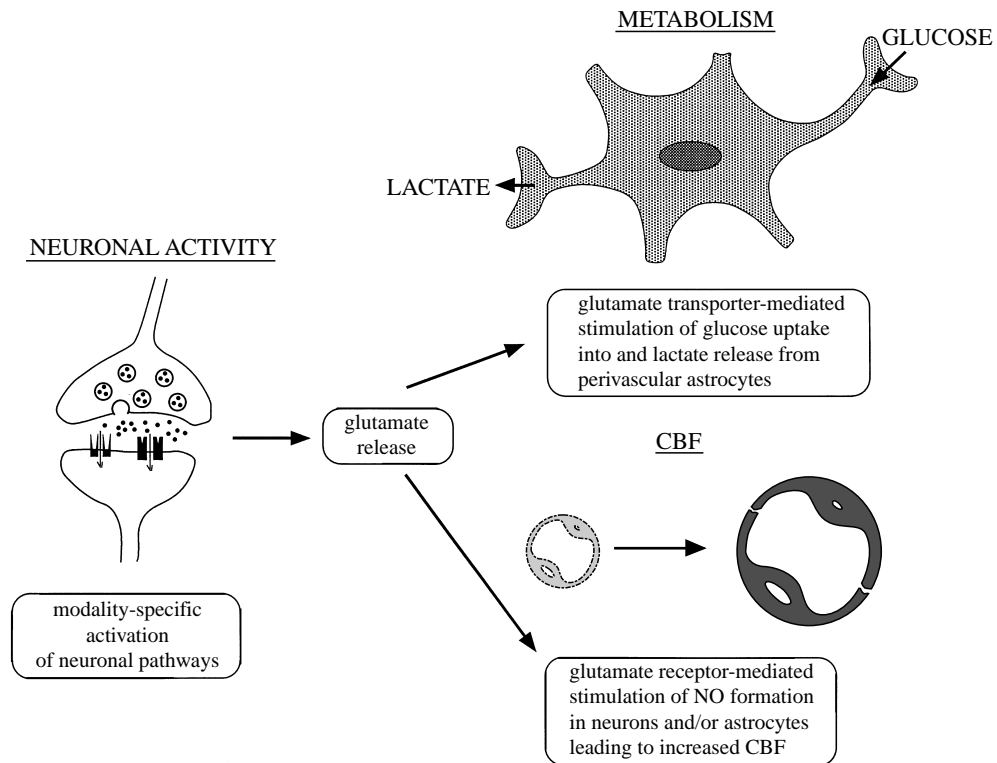 METABOLISM
GLUCOSE
LACTATE
NEURONAL ACTIVITY
glutamate transporter-mediated
stimulation of glucose uptake
into and lactate release from
perivascular astrocytes
glutamate
release
CBF
modality-specific
activation
of neuronal pathways
glutamate receptor-mediated
stimulation of NO formation
in neurons and/or astrocytes
leading to increased CBF